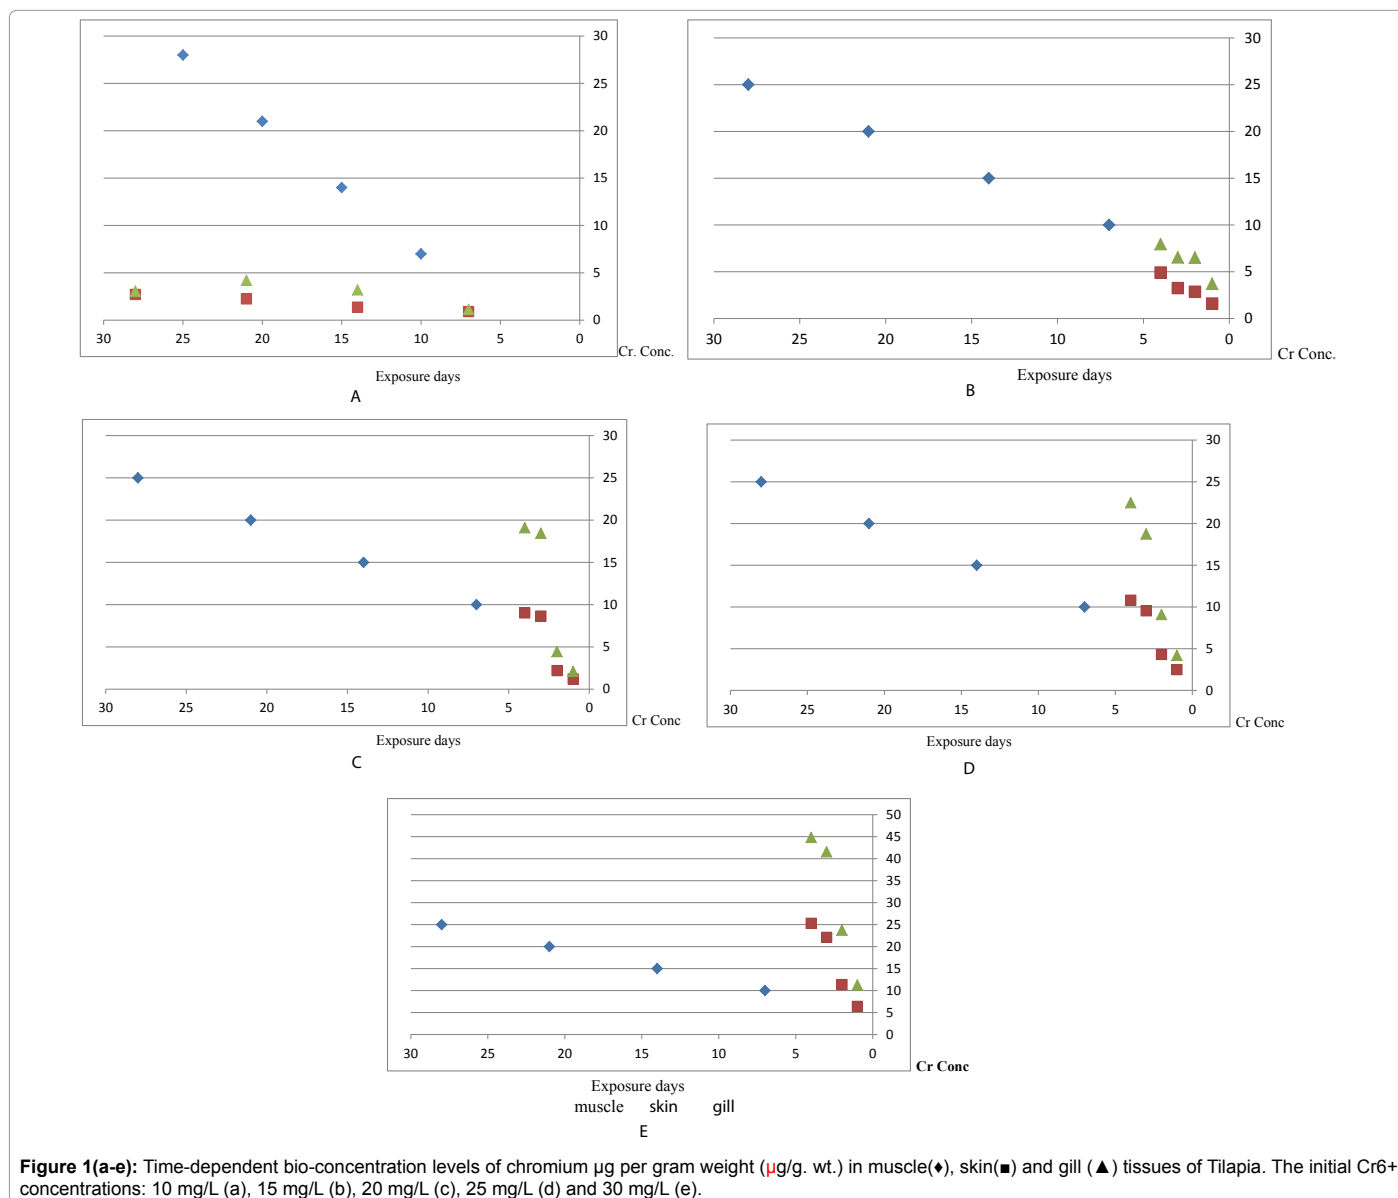 30
25
20
15
10
5
0
30 25 20 15 10 5 0
Cr. Conc.
Exposure days
A
30
25
20
15
10
5
0
30 25 20 15 10 5 0
Cr Conc.
Exposure days
B
30
25
20
15
10
5
0
30 25 20 15 10 5 0
Cr Conc
Exposure days
C
30
25
20
15
10
5
0
30 25 20 15 10 5 0
Cr Conc
Exposure days
D
50
45
40
35
30
25
20
15
10
5
0
30 25 20 15 10 5 0
Cr Conc
Exposure days
muscle skin gill
E
Figure 1(a-e): Time-dependent bio-concentration levels of chromium µg per gram weight (µg/g. wt.) in muscle(♦), skin(■) and gill (▲) tissues of Tilapia. The initial Cr6+
concentrations: 10 mg/L (a), 15 mg/L (b), 20 mg/L (c), 25 mg/L (d) and 30 mg/L (e).